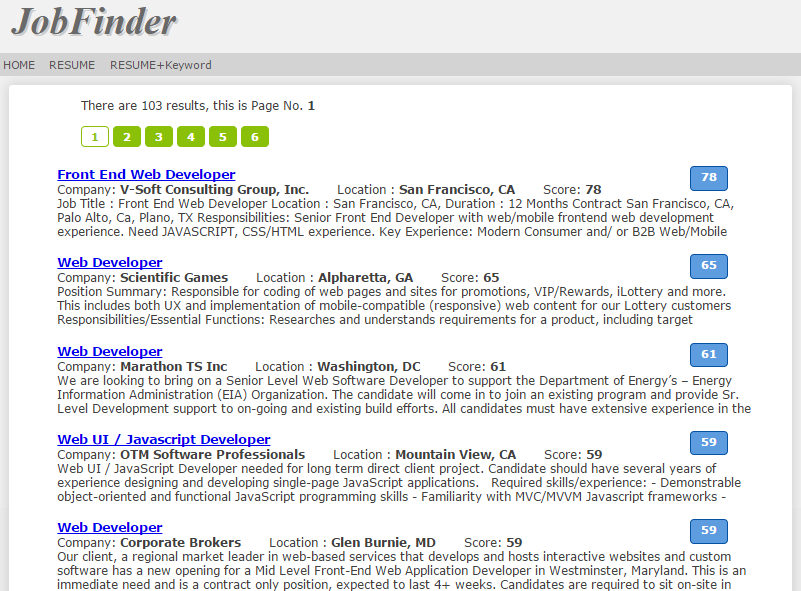 JobFinder
HOME RESUME RESUME+Keyword
There are 103 results, this is Page No. 1
1 2 3 4 5 6
Front End Web Developer 78
Company: V-Soft Consulting Group, Inc. Location : San Francisco, CA Score: 78
Job Title : Front End Web Developer Location : San Francisco, CA, Duration : 12 Months Contract San Francisco, CA,
Palo Alto, Ca, Plano, TX Responsibilities: Senior Front End Developer with web/mobile frontend web development
experience. Need JAVASCRIPT, CSS/HTML experience. Key Experience: Modern Consumer and/ or B2B Web/Mobile
Web Developer 65
Company: Scientific Games Location : Alpharetta, GA Score: 65
Position Summary: Responsible for coding of web pages and sites for promotions, VIP/Rewards, iLottery and more.
This includes both UX and implementation of mobile-compatible (responsive) web content for our Lottery customers
Responsibilities/Essential Functions: Researches and understands requirements for a product, including target
Web Developer 61
Company: Marathon TS Inc Location : Washington, DC Score: 61
We are looking to bring on a Senior Level Web Software Developer to support the Department of Energy’s – Energy
Information Administration (EIA) Organization. The candidate will come in to join an existing program and provide Sr.
Level Development support to on-going and existing build efforts. All candidates must have extensive experience in the
Web UI / Javascript Developer 59
Company: OTM Software Professionals Location : Mountain View, CA Score: 59
Web UI / JavaScript Developer needed for long term direct client project. Candidate should have several years of
experience designing and developing single-page JavaScript applications. Required skills/experience: - Demonstrable
object-oriented and functional JavaScript programming skills - Familiarity with MVC/MVVM Javascript frameworks -
Web Developer 59
Company: Corporate Brokers Location : Glen Burnie, MD Score: 59
Our client, a regional market leader in web-based services that develops and hosts interactive websites and custom
software has a new opening for a Mid Level Front-End Web Application Developer in Westminster, Maryland. This is an
immediate need and is a contract only position, expected to last 4+ weeks. Candidates are required to sit on-site in